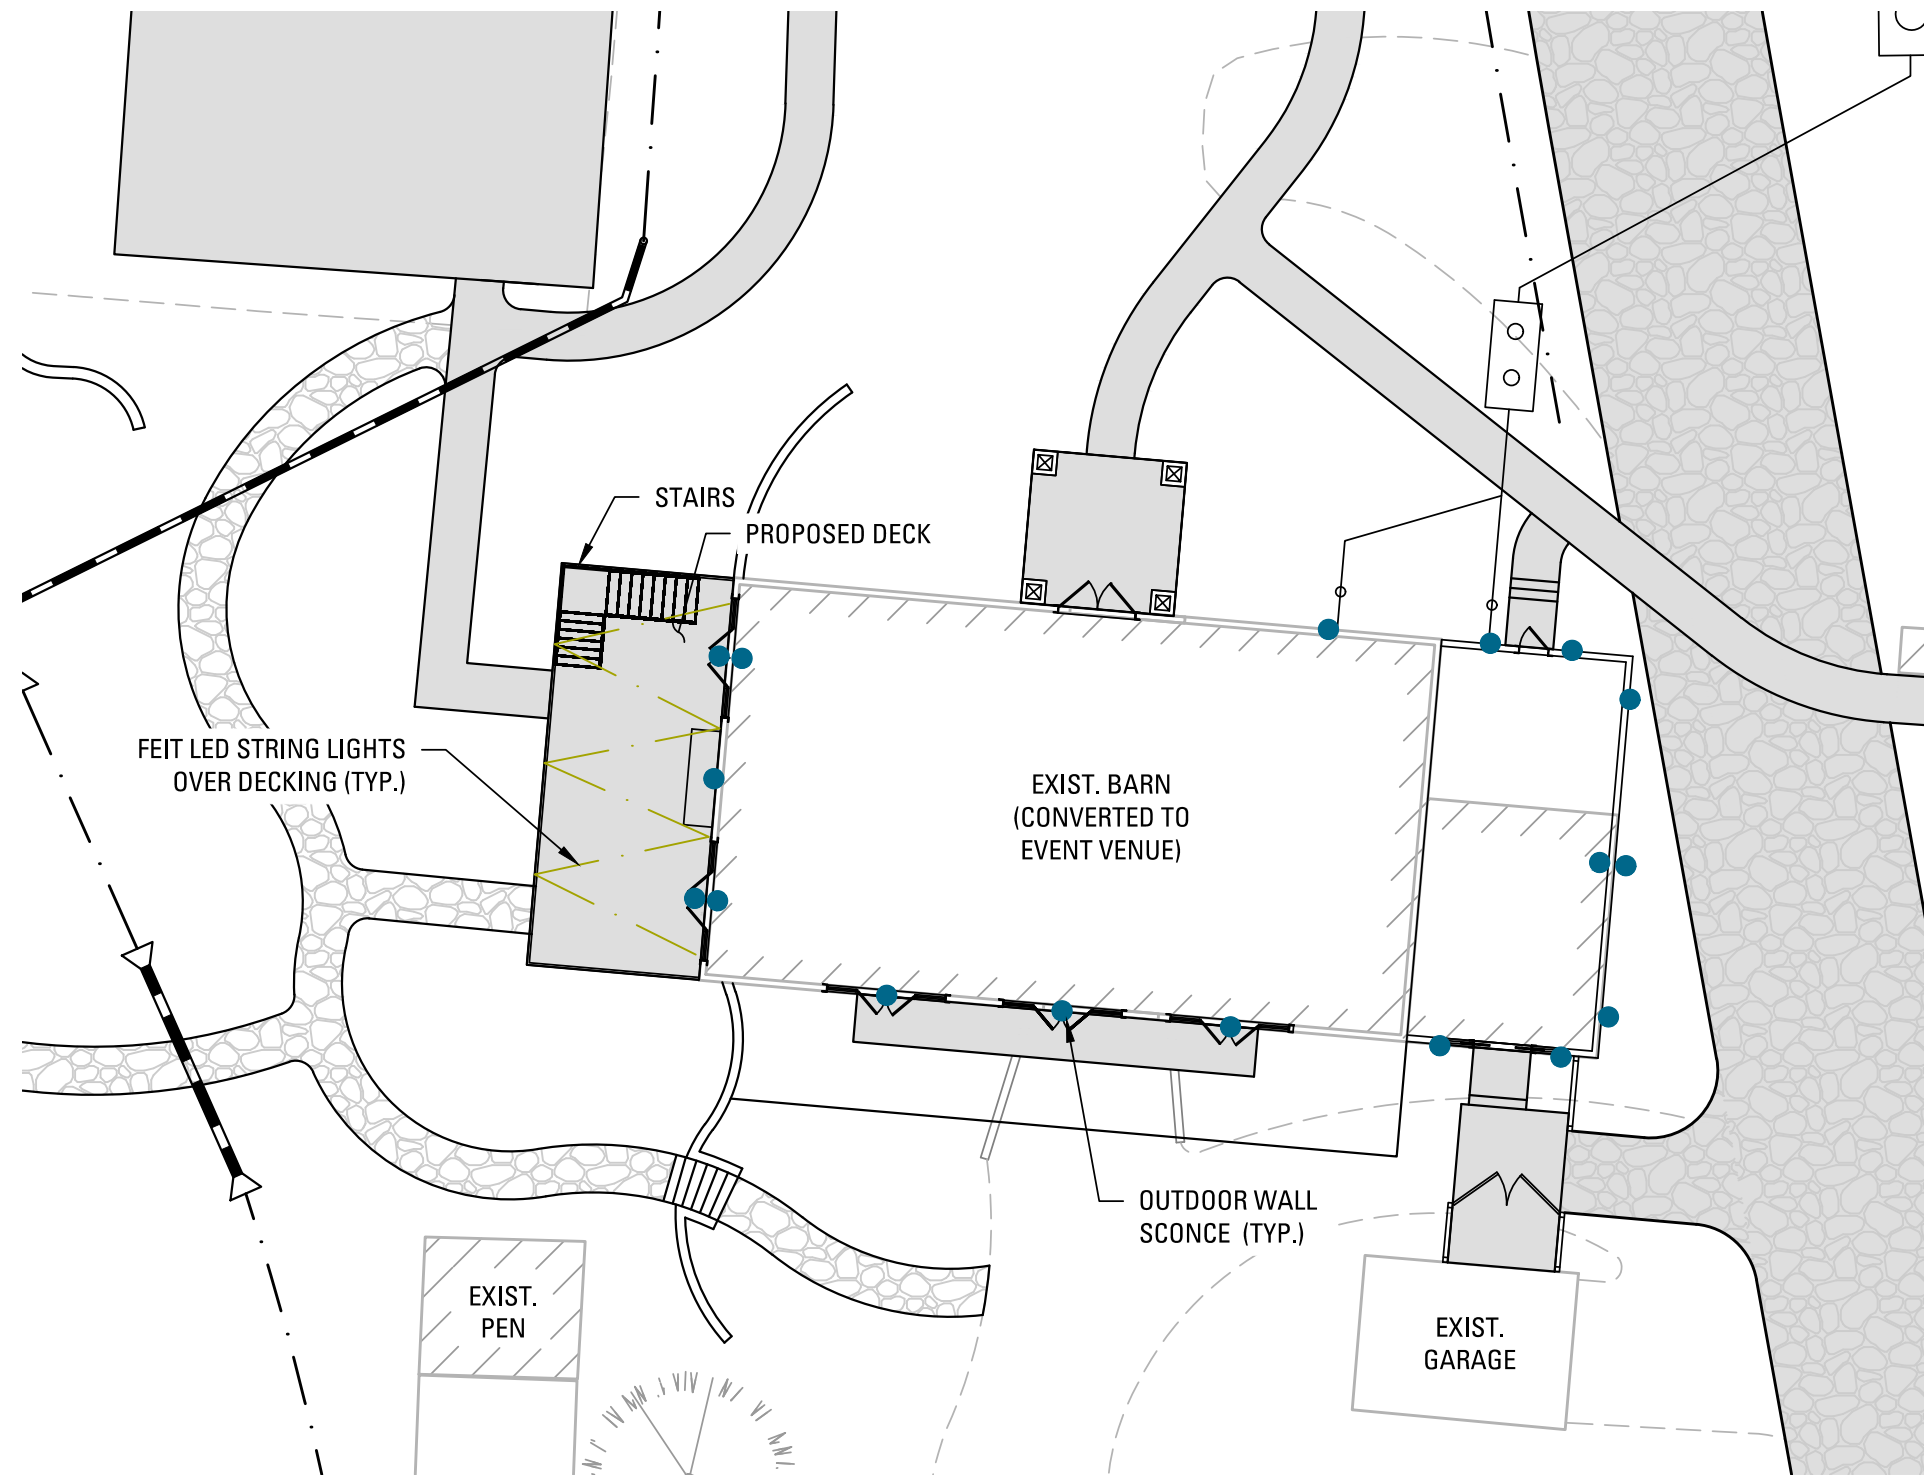 STAIRS
PROPOSED DECK
FEIT LED STRING LIGHTS
OVER DECKING (TYP.)
EXIST. BARN
(CONVERTED TO
EVENT VENUE)
OUTDOOR WALL
SCONCE (TYP.)
EXIST.
PEN
EXIST.
GARAGE